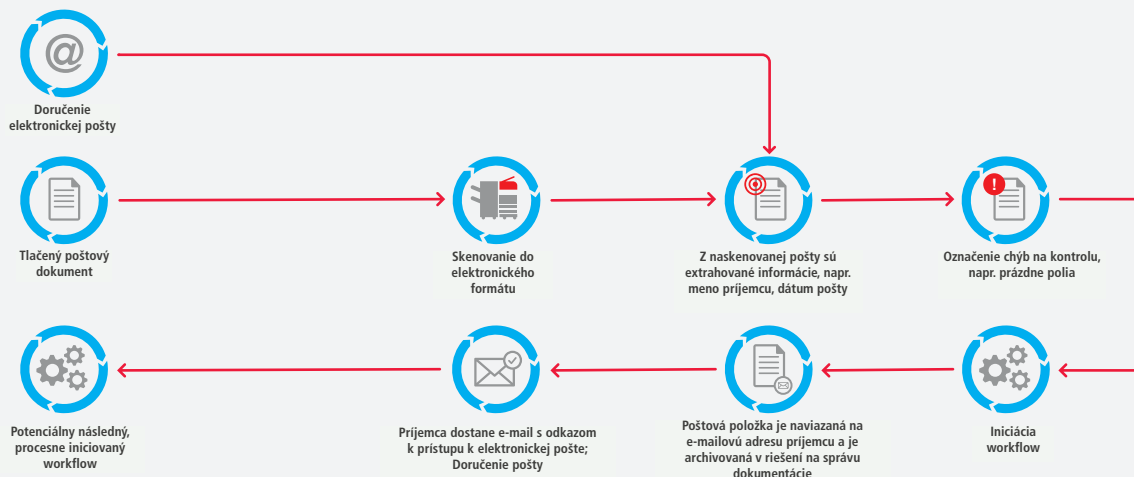 @
Doručenie
elektronickej pošty
Tlačený poštový
dokument
Skenovanie do
elektronického
formátu
Z naskenovanej pošty sú
extrahované informácie, napr.
meno príjemcu, dátum pošty
!
Označenie chýb na kontrolu,
napr. prázdne polia
Potenciálny následný,
procesne iniciovaný
workflow
Príjemca dostane e-mail s odkazom
k prístupu k elektronickej pošte;
Doručenie pošty
Poštová položka je naviazaná na
e-mailovú adresu príjemcu a je
archivovaná v riešení na správu
dokumentácie
Iniciácia
workflow